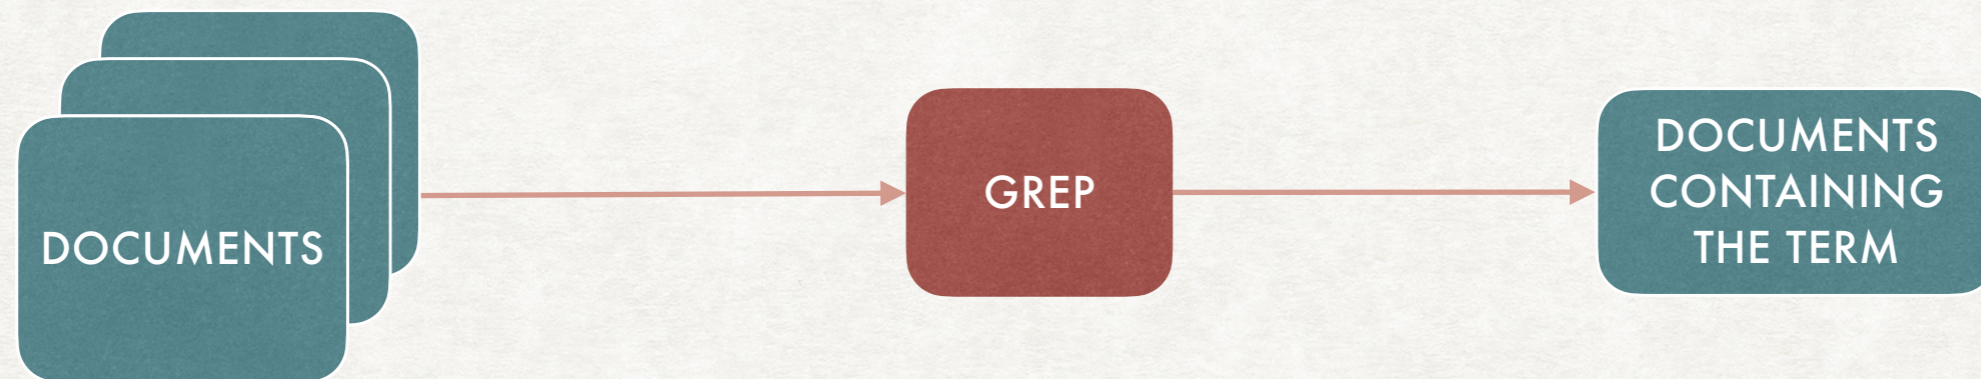 DOCUMENTS
GREP
DOCUMENTS
CONTAINING
THE TERM